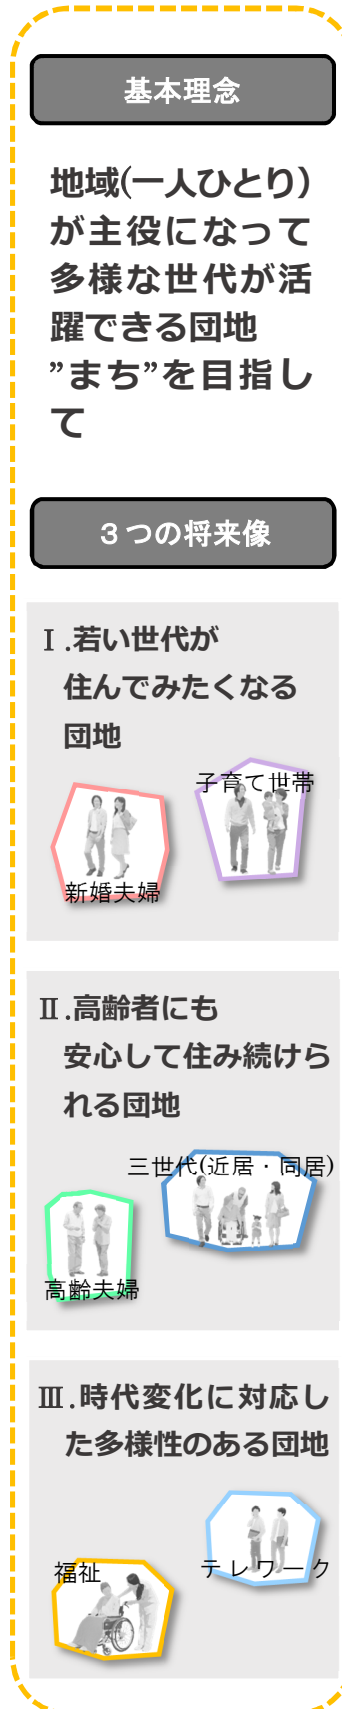 基本理念
地域(一人ひとり)
が主役になって
多様な世代が活
躍できる団地
”まち”を目指し
て
３つの将来像
Ⅰ.若い世代が
住んでみたくなる
団地
子育て世帯
新婚夫婦
Ⅱ.高齢者にも
安心して住み続けら
れる団地
三世代(近居・同居)
高齢夫婦
Ⅲ.時代変化に対応し
た多様性のある団地
テレワーク
福祉